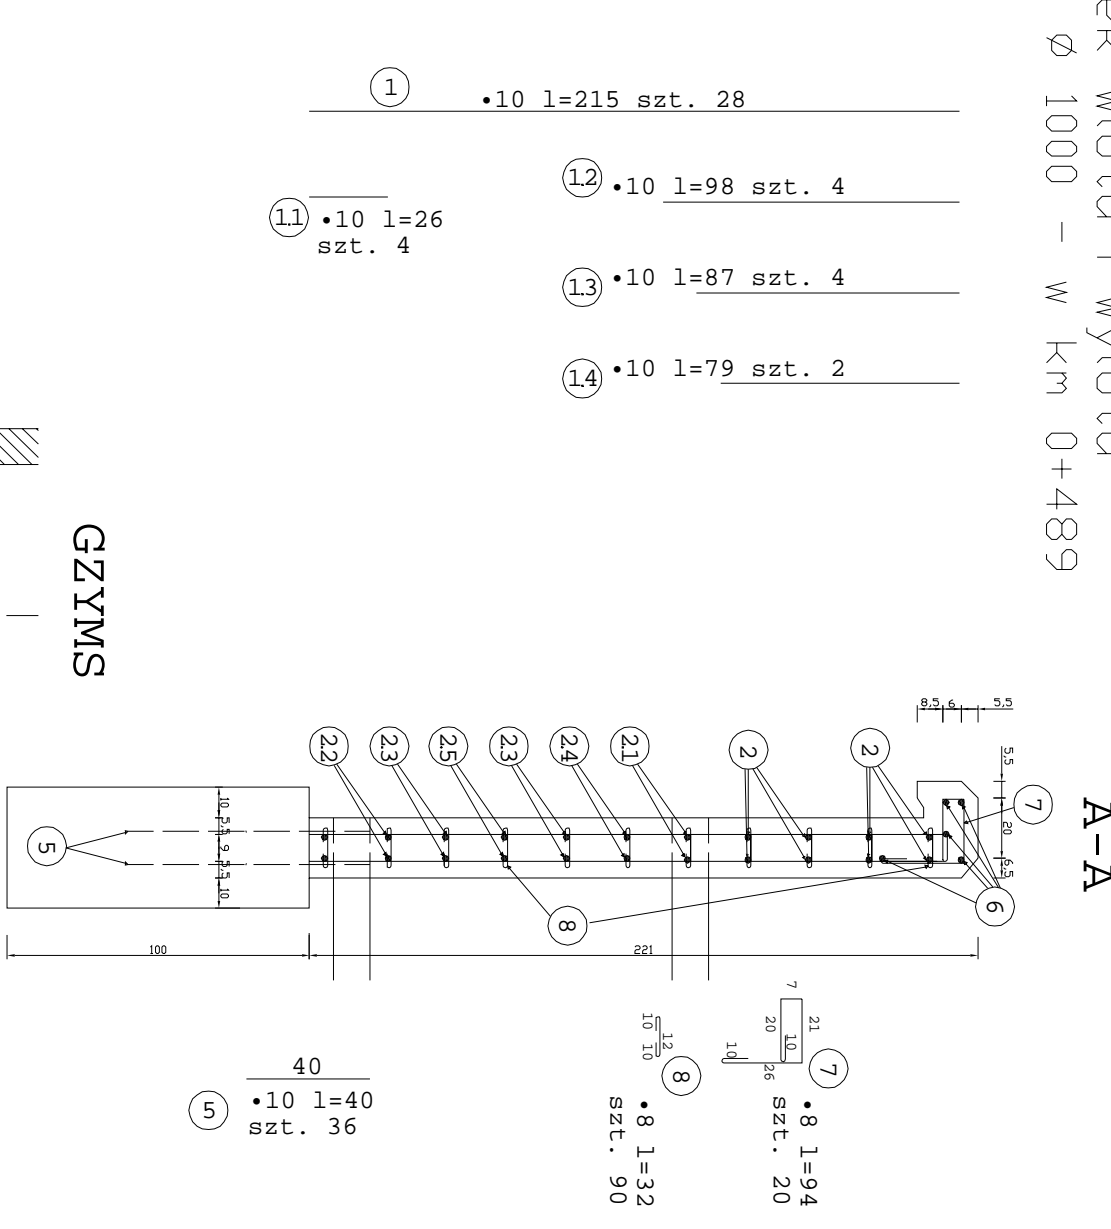 Ø 1000 - w km 0+489
1
•10 l=215 szt. 28
1.2
•10 l=98 szt. 4
1.1
•10 l=26
szt. 4
1.3
•10 l=87 szt. 4
1.4
•10 l=79 szt. 2
GZYMS
A-A
8,5 6 5,5
5,5 20 6,5
2.2 2.3 2.5 2.3 2.4 2.1 2 2
7
6
5
10 5,5 9 5,5 10
8
100
221
7
21
20
10
10
26
7
•8 l=94
szt. 20
10
12
10
8
•8 l=32
szt. 90
40
5
•10 l=40
szt. 36